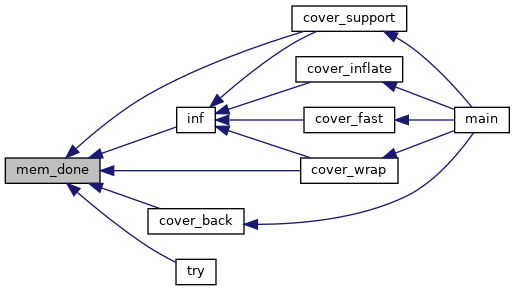 cover_support
cover_inflate
inf
cover_fast
main
mem_done
cover_wrap
cover_back
try